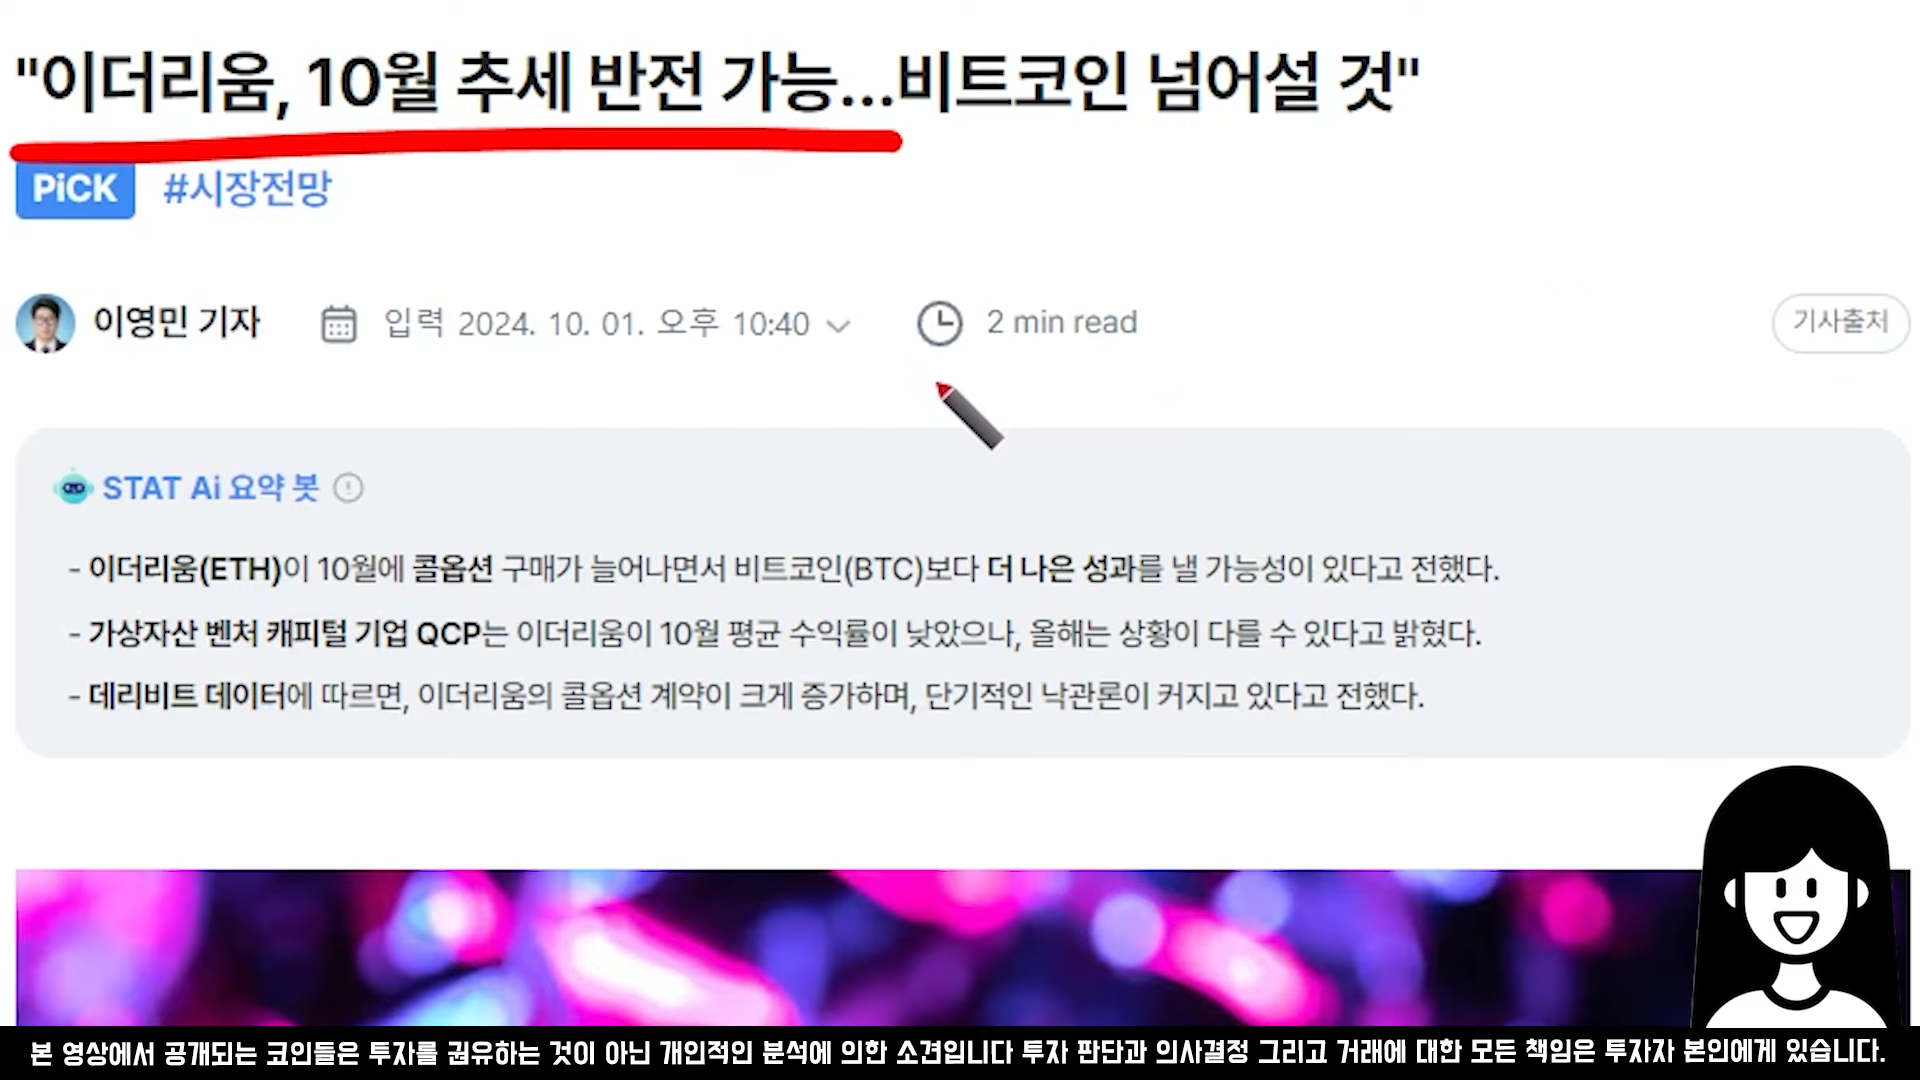 "이더리움, 10월 추세 반전 가능...비트코인 넘어설 것"
PiCK #시장전망
이영민 기자 입력 2024. 10. 01. 오후 10:40 2 min read 기사출처
STAT Ai 요약 봇
- 이더리움(ETH)이 10월에 콜옵션 구매가 늘어나면서 비트코인(BTC)보다 더 나은 성과를 낼 가능성이 있다고 전했다.
- 가상자산 벤처 캐피털 기업 QCP는 이더리움이 10월 평균 수익률이 낮았으나, 올해는 상황이 다를 수 있다고 밝혔다.
- 데리비트 데이터에 따르면, 이더리움의 콜옵션 계약이 크게 증가하며, 단기적인 낙관론이 커지고 있다고 전했다.
본 영상에서 공개되는 코인들은 투자를 권유하는 것이 아닌 개인적인 분석에 의한 소견입니다 투자 판단과 의사결정 그리고 거래에 대한 모든 책임은 투자자 본인에게 있습니다.